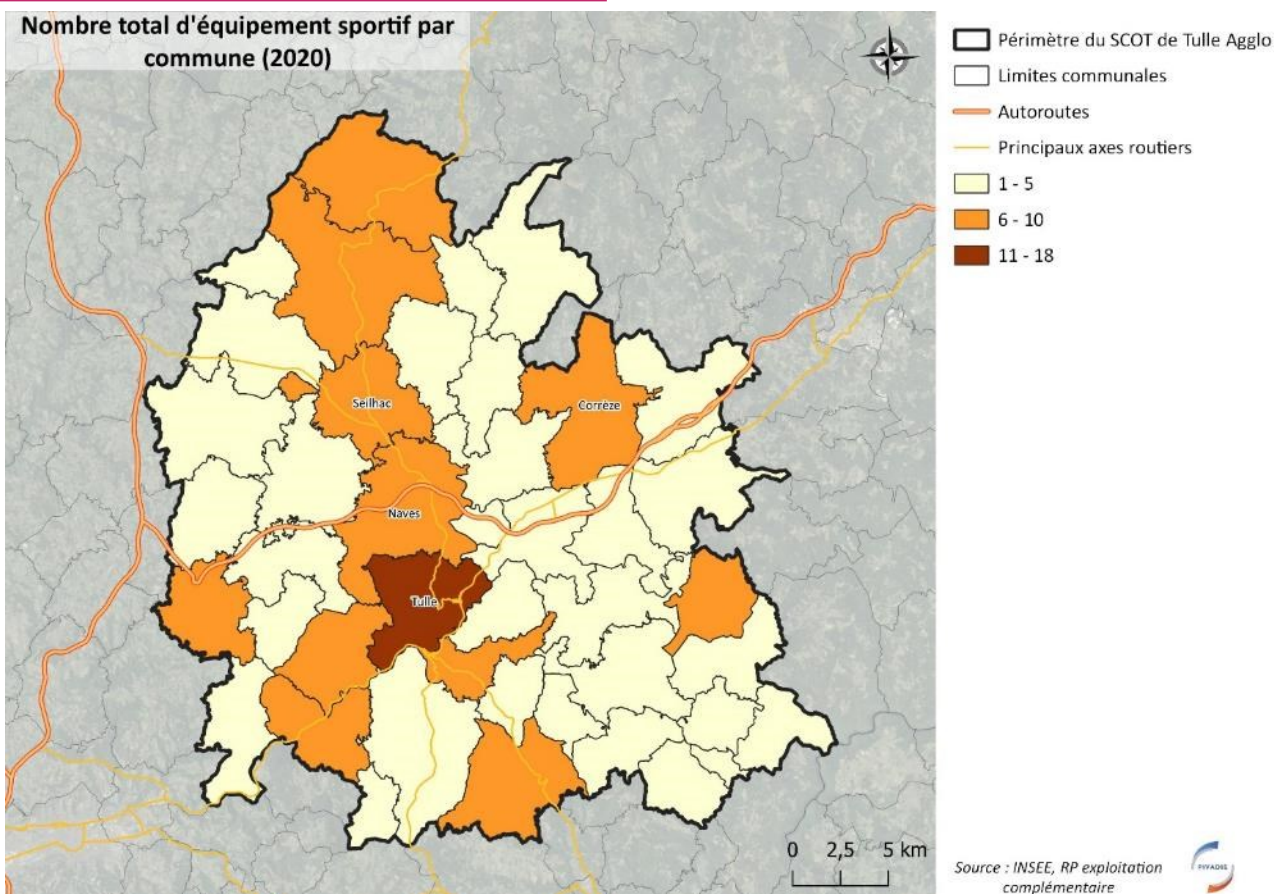 Nombre total d'équipement sportif par
commune (2020)
Périmètre du SCOT de Tulle Agglo
Limites communales
Autoroutes
Principaux axes routiers
1 - 5
6 - 10
11 - 18
Seilhac
Corrèze
Naves
Tulle
0 2,5 5 km
Source : INSEE, RP exploitation
complémentaire
PIVADIS